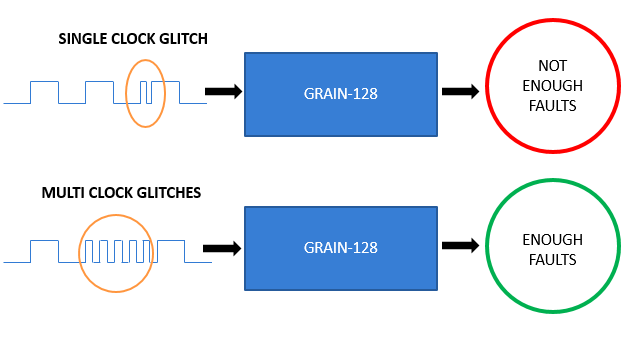 SINGLE CLOCK GLITCH
GRAIN-128
NOT
ENOUGH
FAULTS
MULTI CLOCK GLITCHES
GRAIN-128
ENOUGH
FAULTS